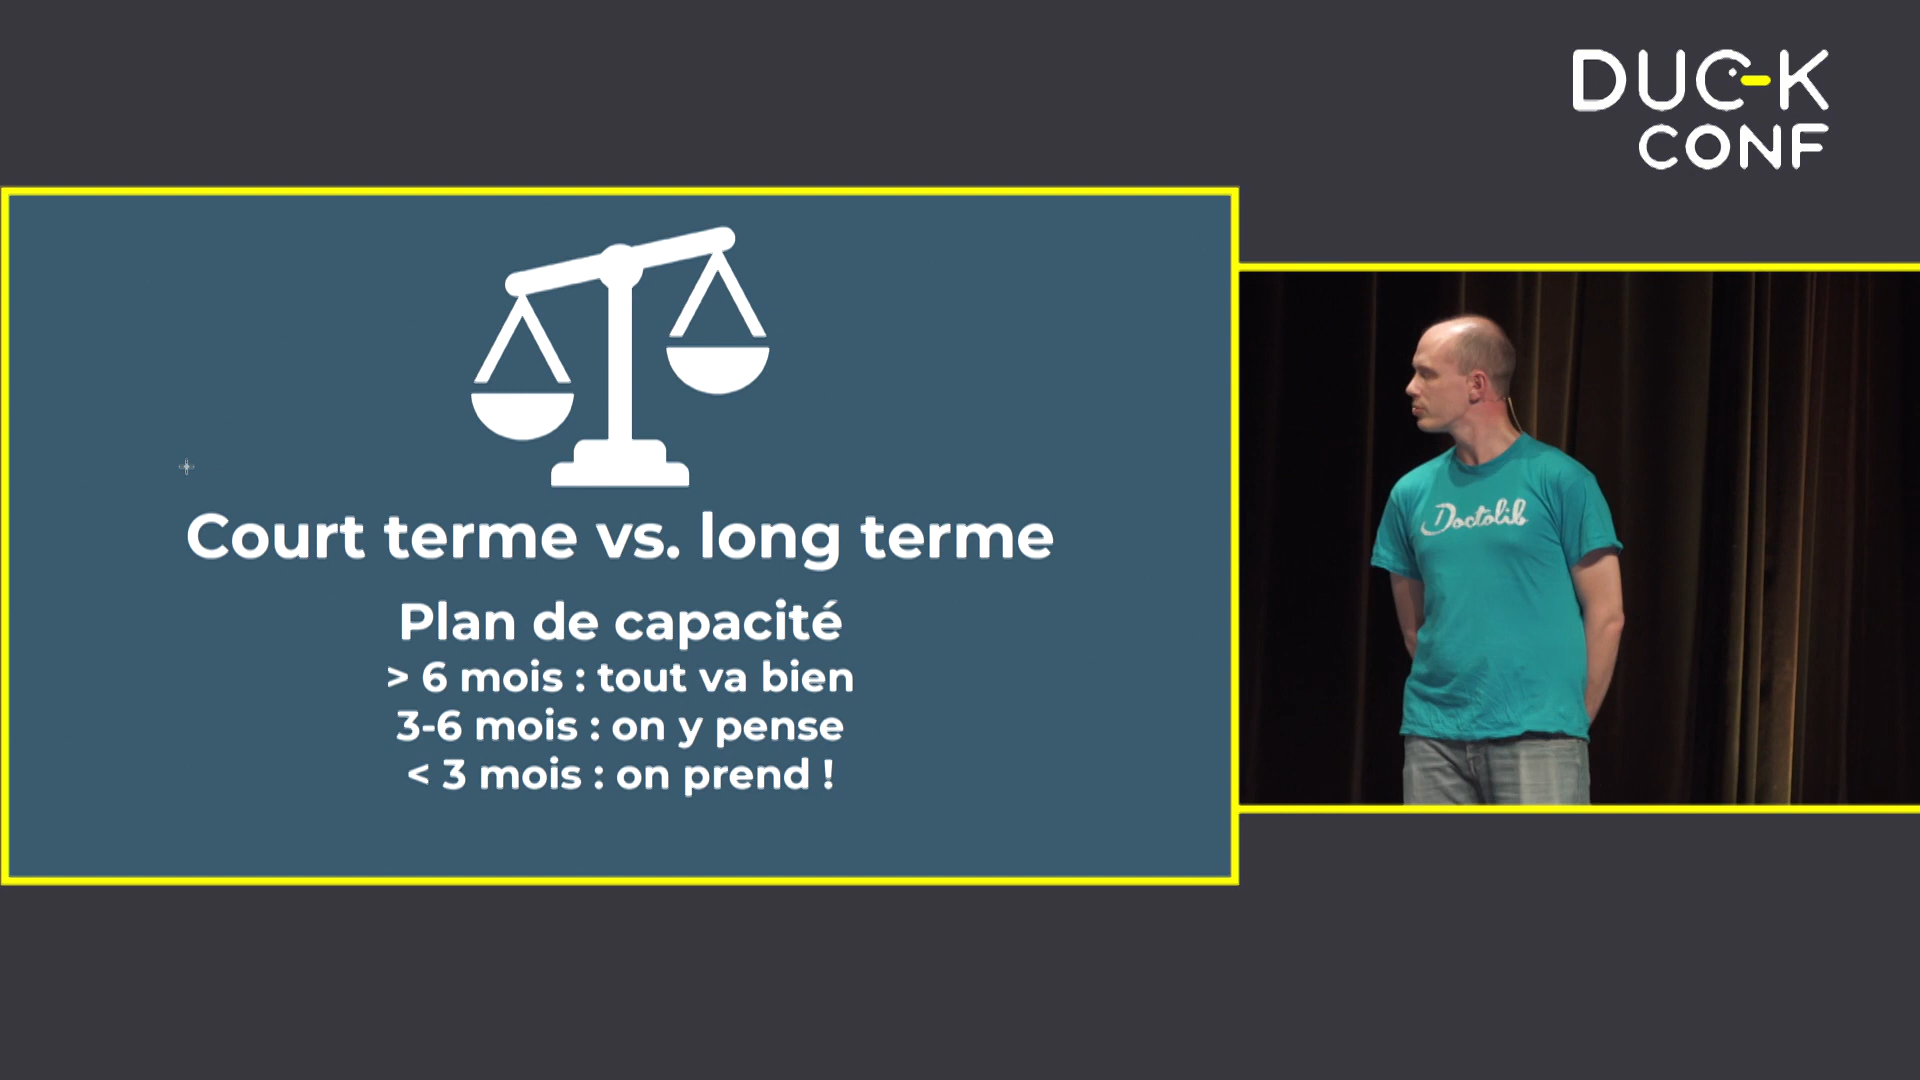 DUC-K
CONF
Court terme vs. long terme
Plan de capacité
> 6 mois : tout va bien
3-6 mois : on y pense
< 3 mois : on prend !
Doctolib